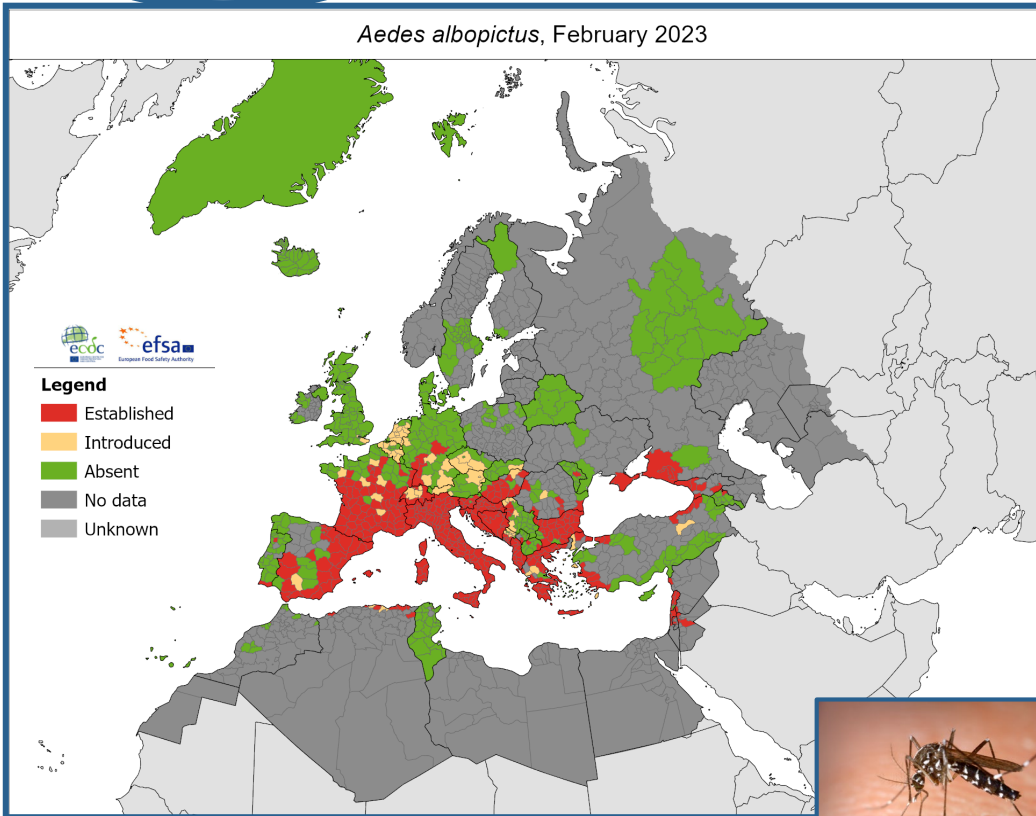 Aedes albopictus, February 2023
ecdc
efsa
European Food Safety Authority
Legend
Established
Introduced
Absent
No data
Unknown